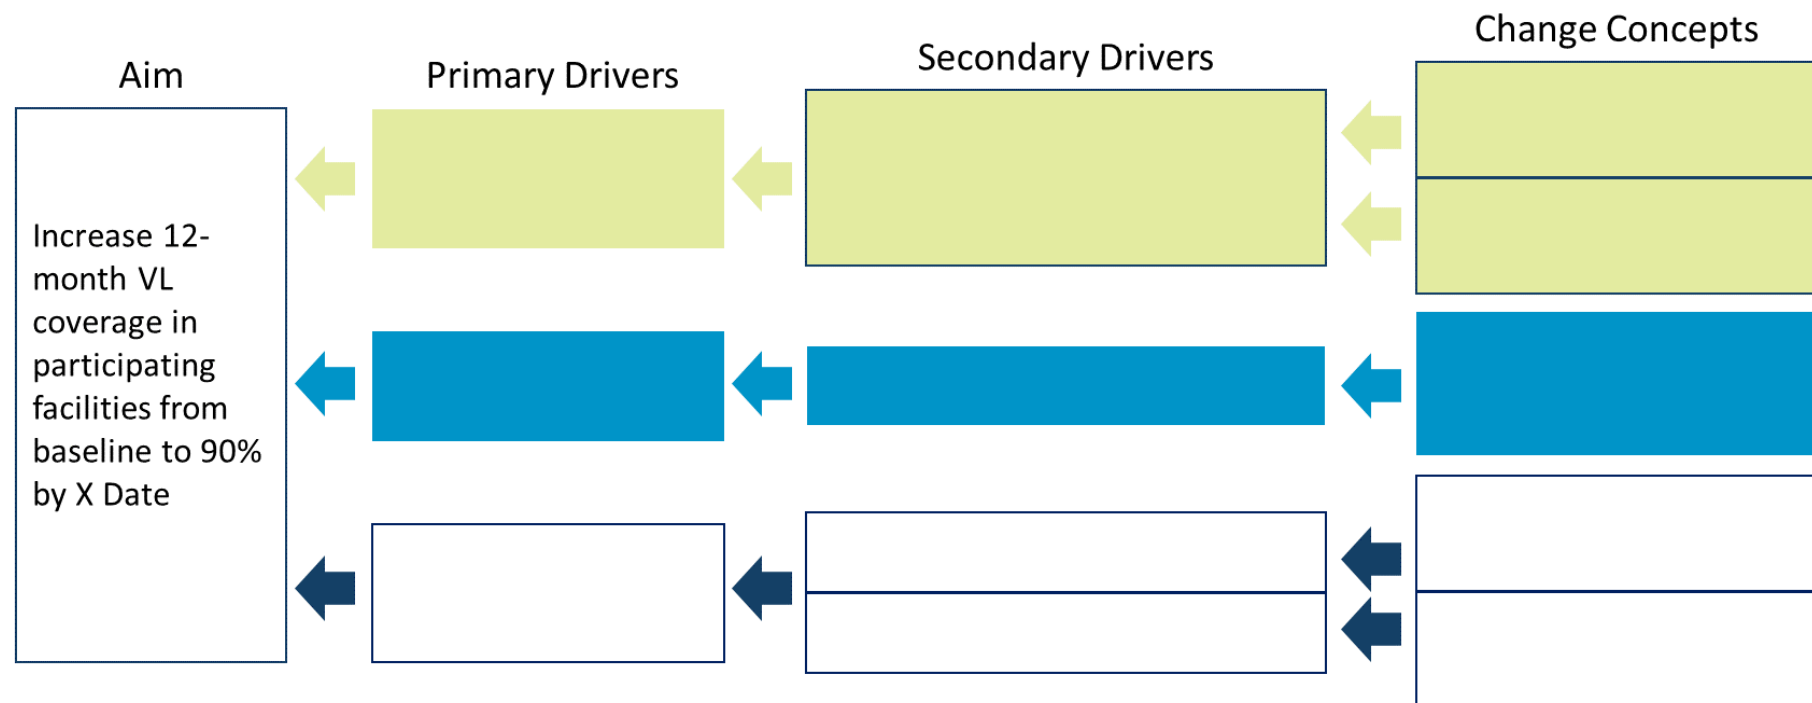 Aim
Primary Drivers
Secondary Drivers
Change Concepts
Increase 12-
month VL
coverage in
participating
facilities from
baseline to 90%
by X Date